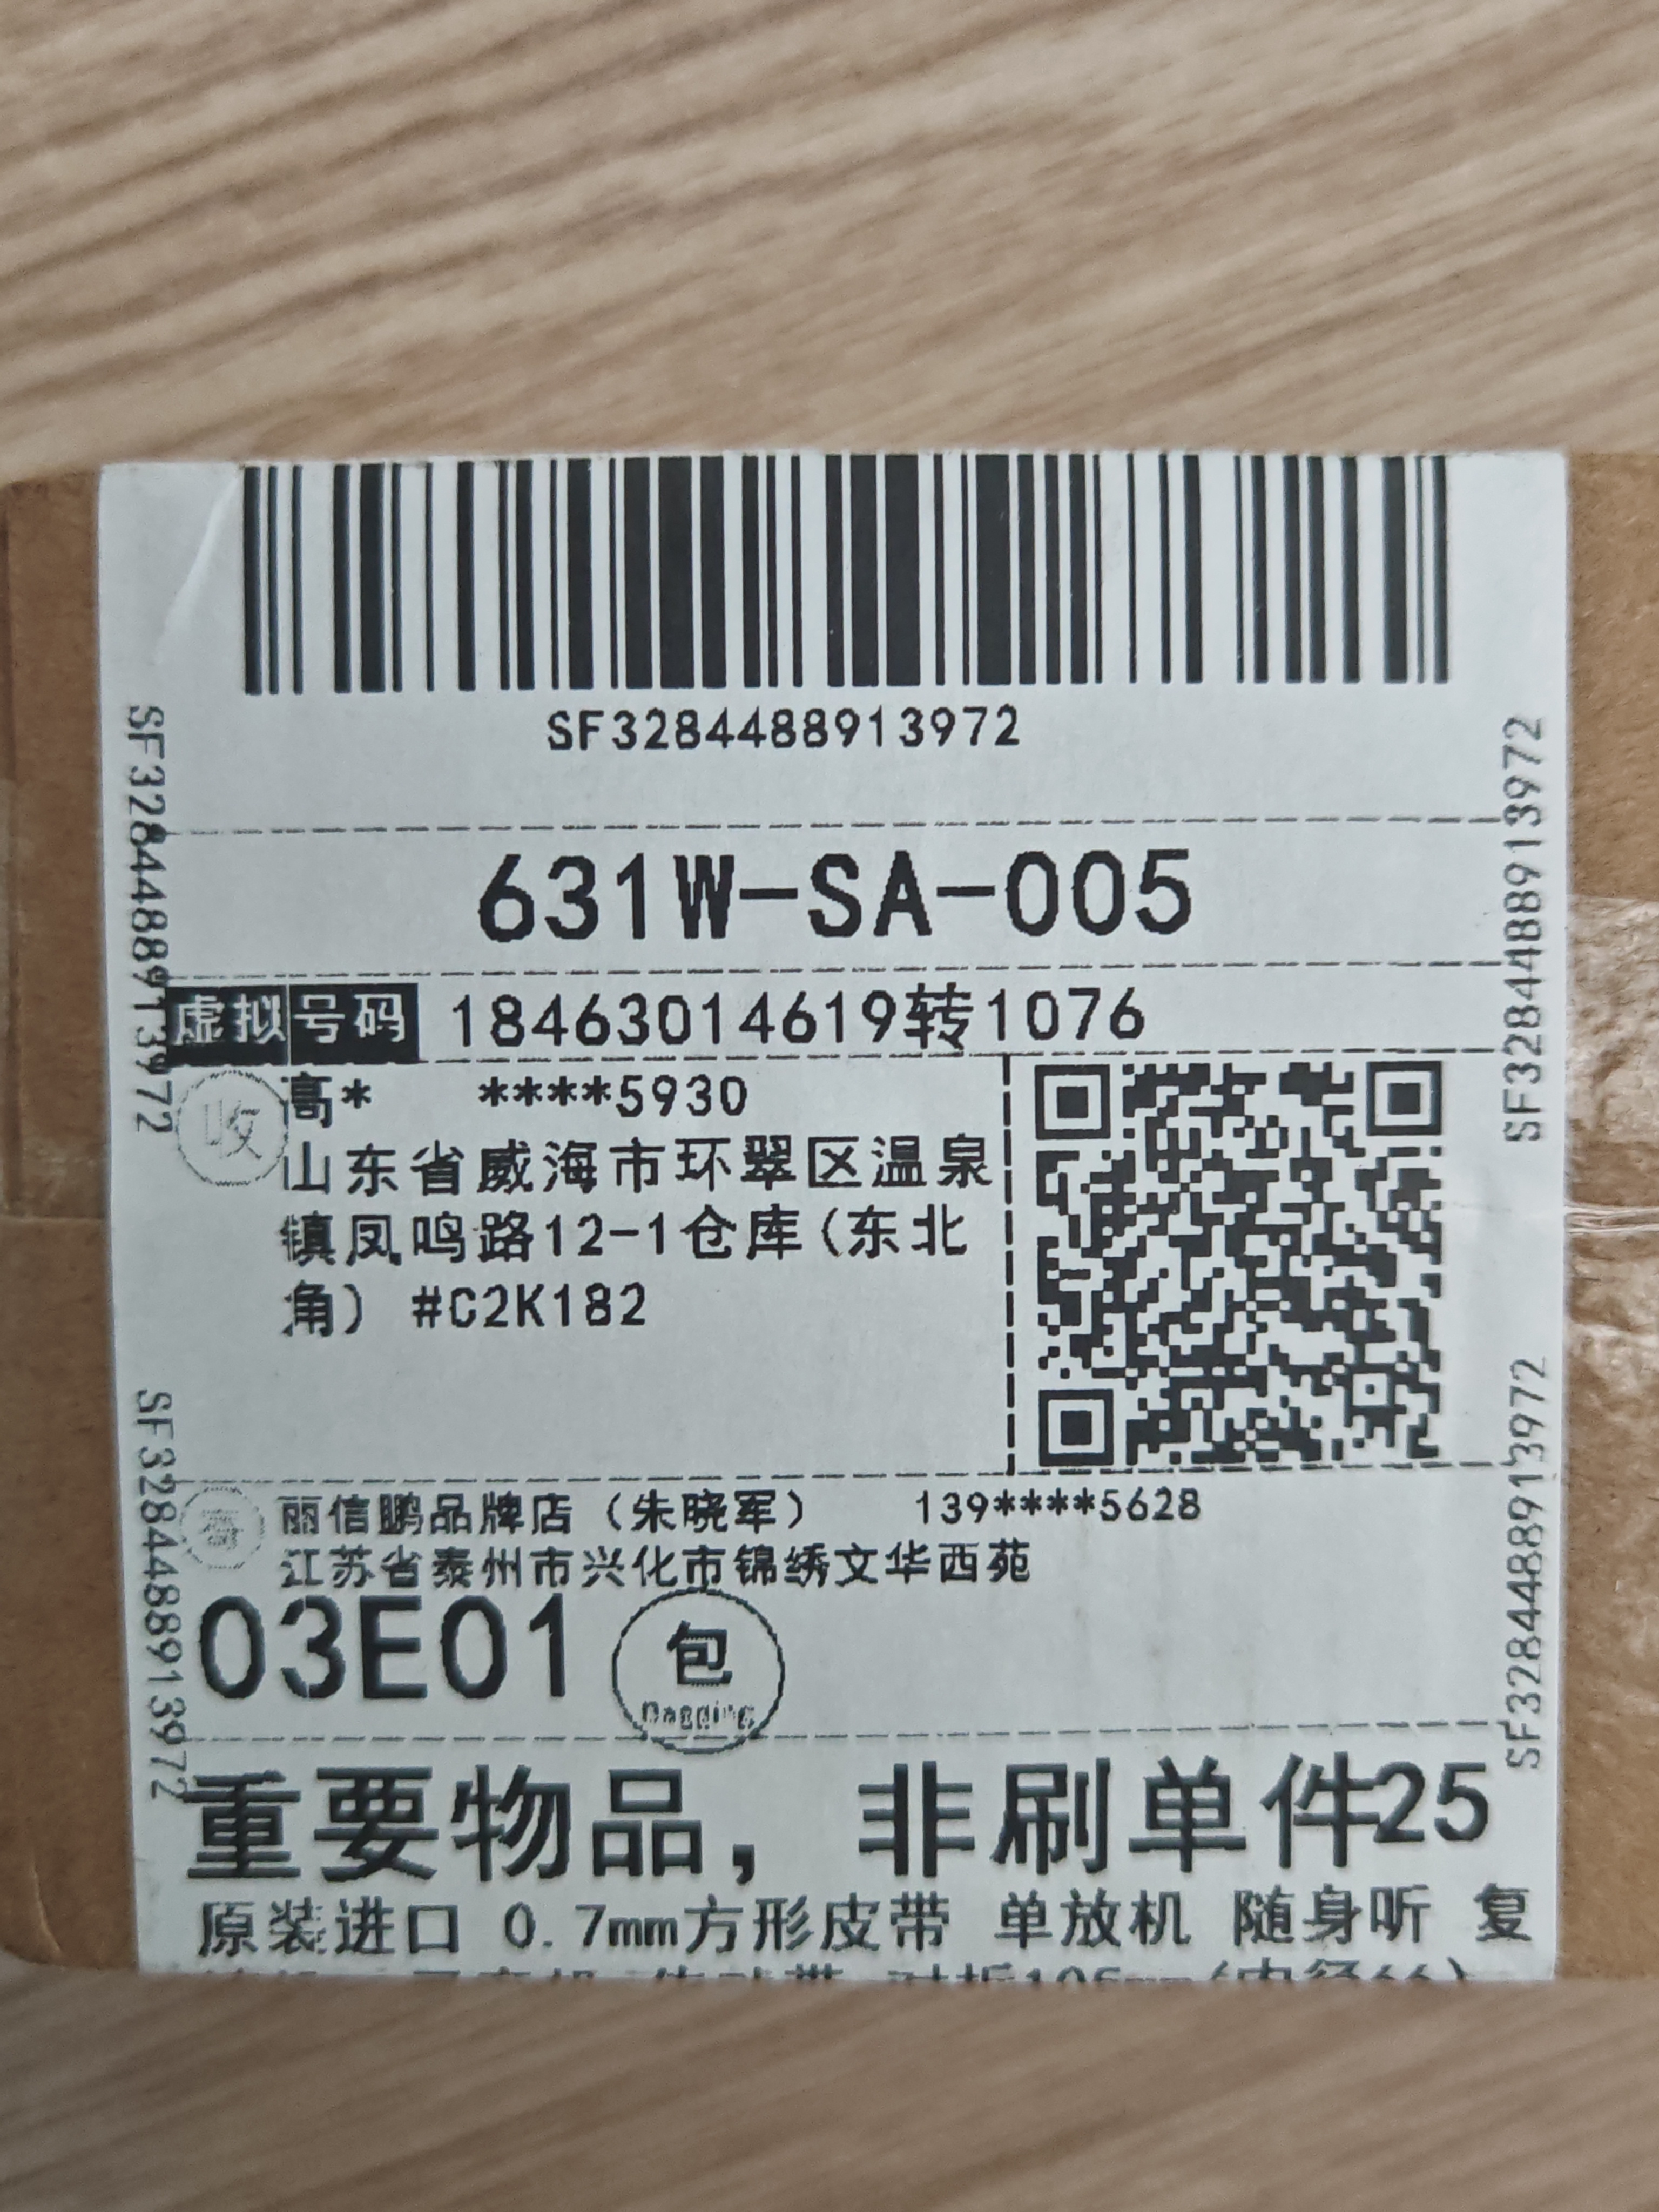 SF3284488913972
SF3284488913972
SF3284488913972
631W-SA-005
虚拟号码 18463014619转1076
收 高* ****5930
山东省威海市环翠区温泉
镇凤鸣路12-1仓库(东北
角) #C2K182
SF3284488913972
SF3284488913972
寄 丽信鹏品牌店（朱晓军） 139****5628
江苏省泰州市兴化市锦绣文华西苑
03E01 包
重要物品，非刷单件25
原装进口 0.7mm方形皮带 单放机 随身听 复